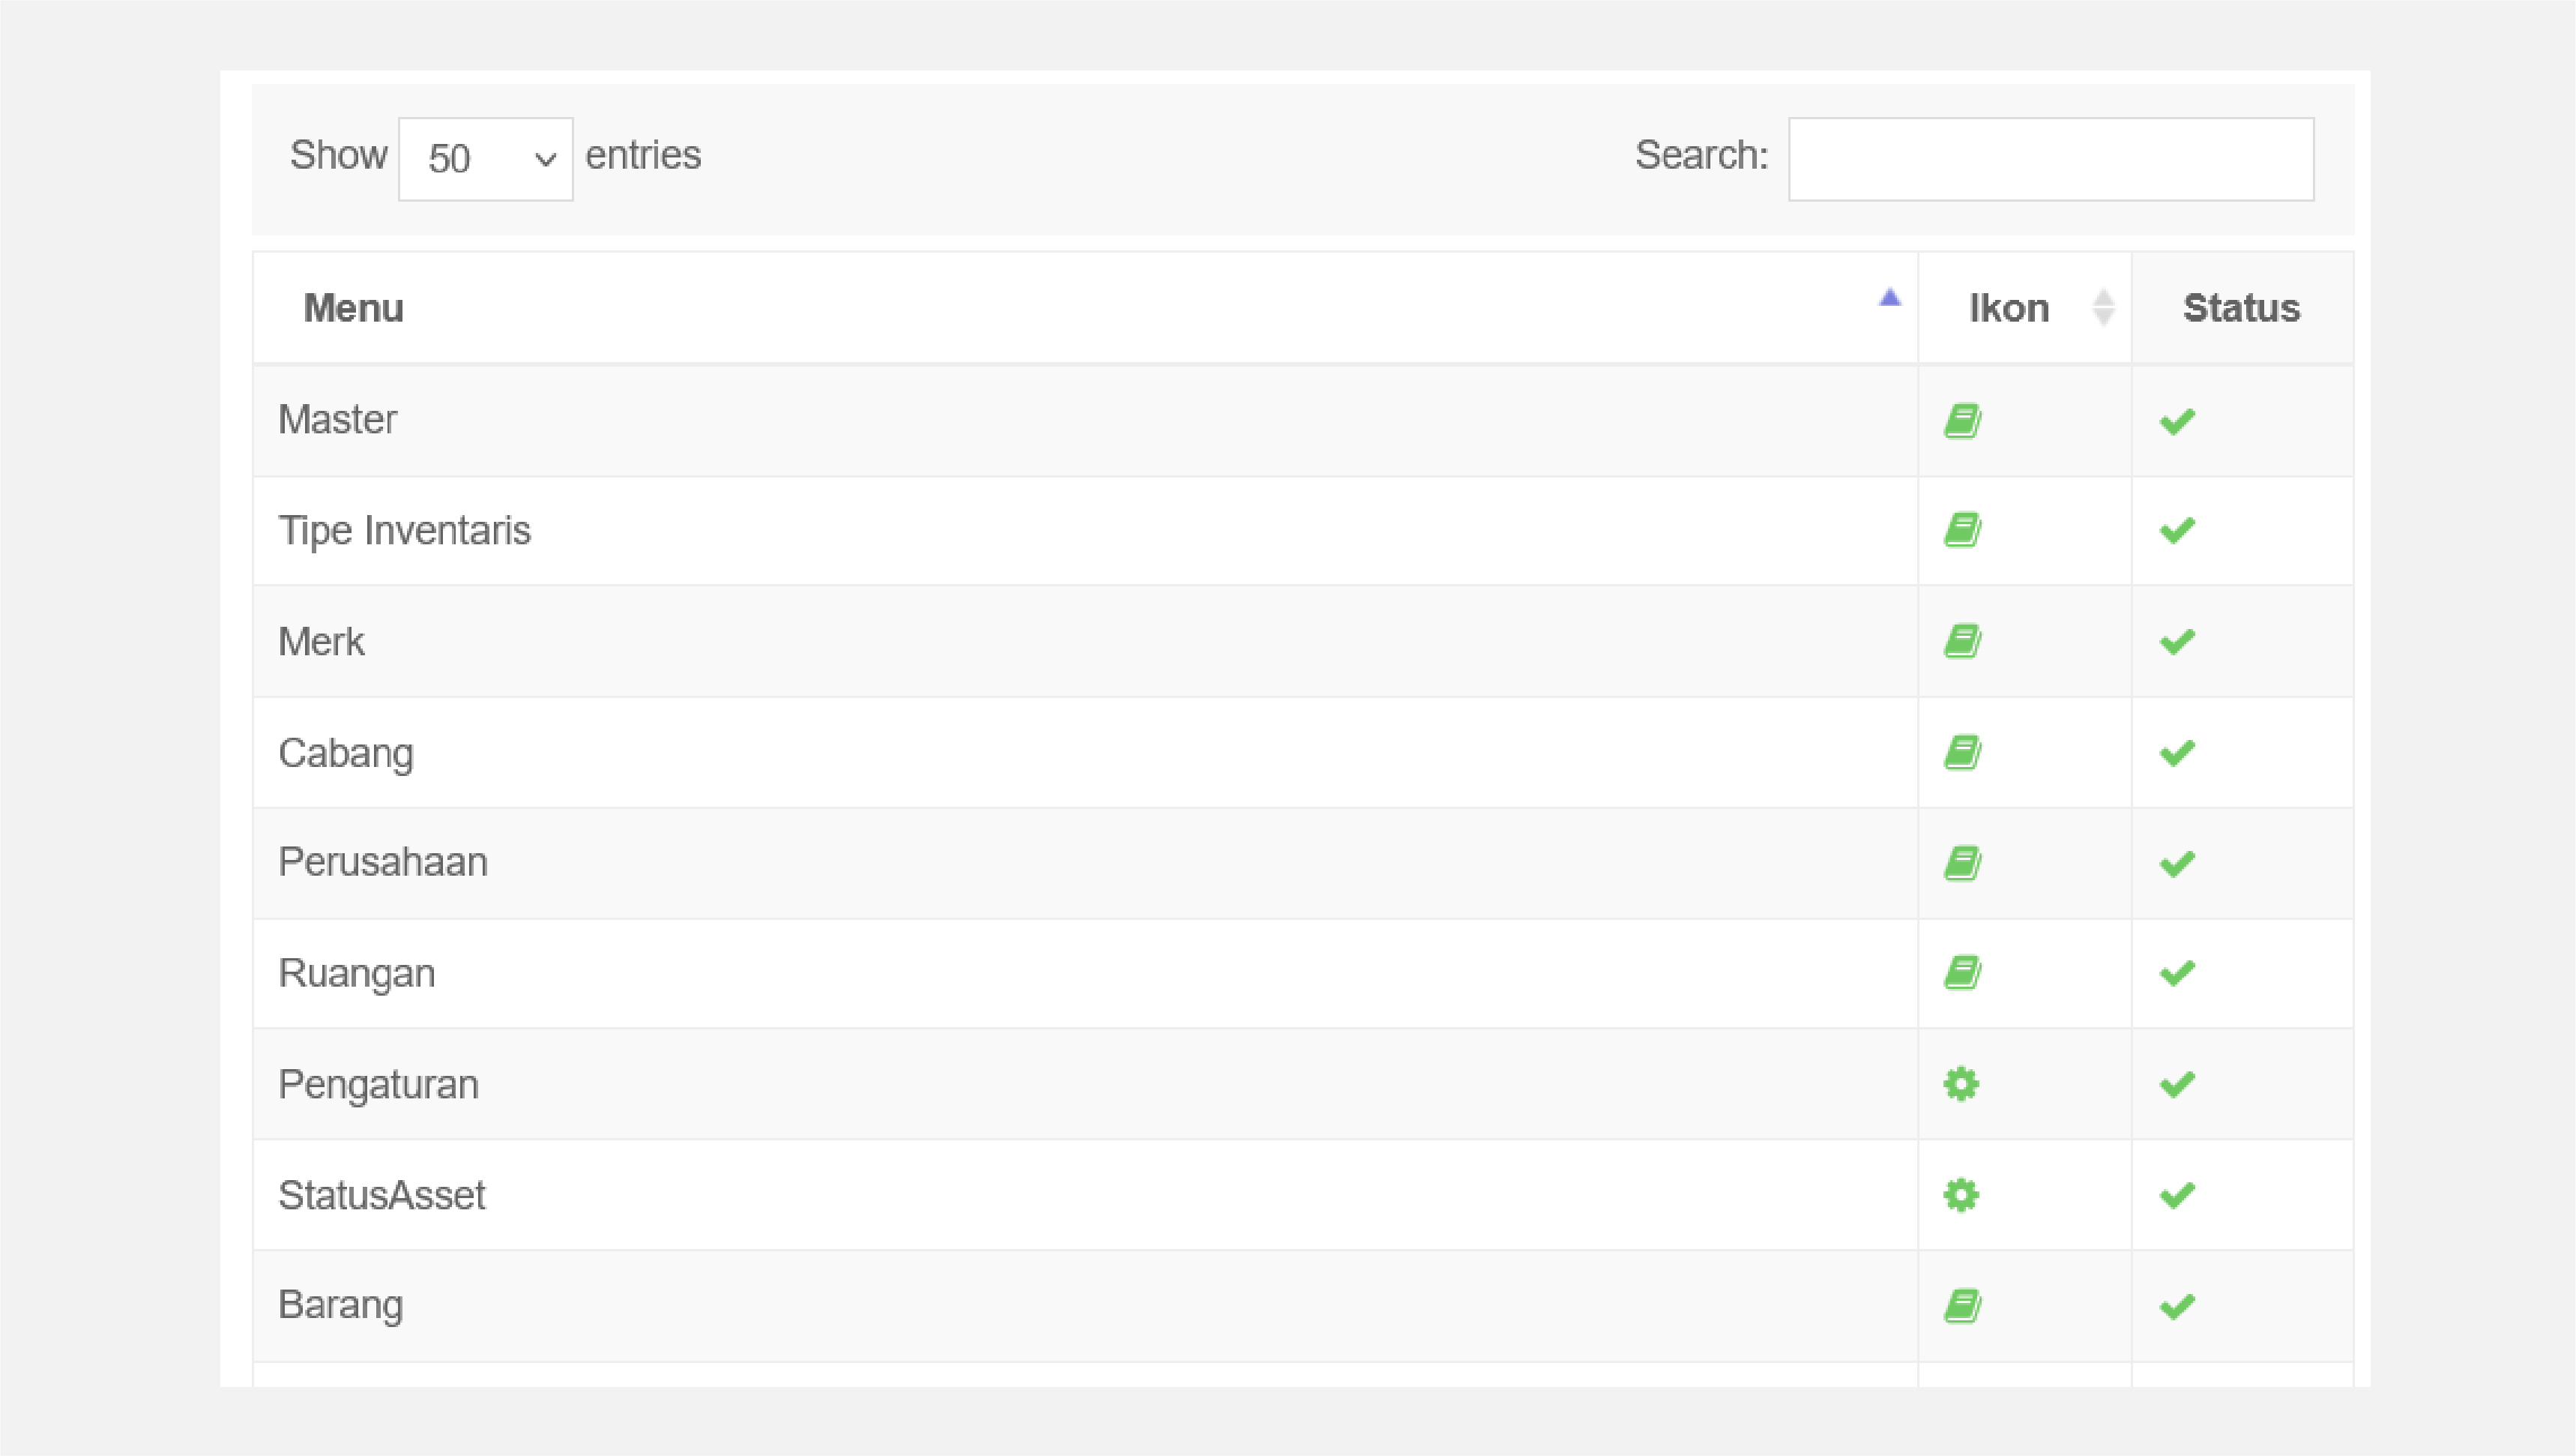 Show 50 entries Search:
Menu Ikon Status
Master
Tipe Inventaris
Merk
Cabang
Perusahaan
Ruangan
Pengaturan
StatusAsset
Barang